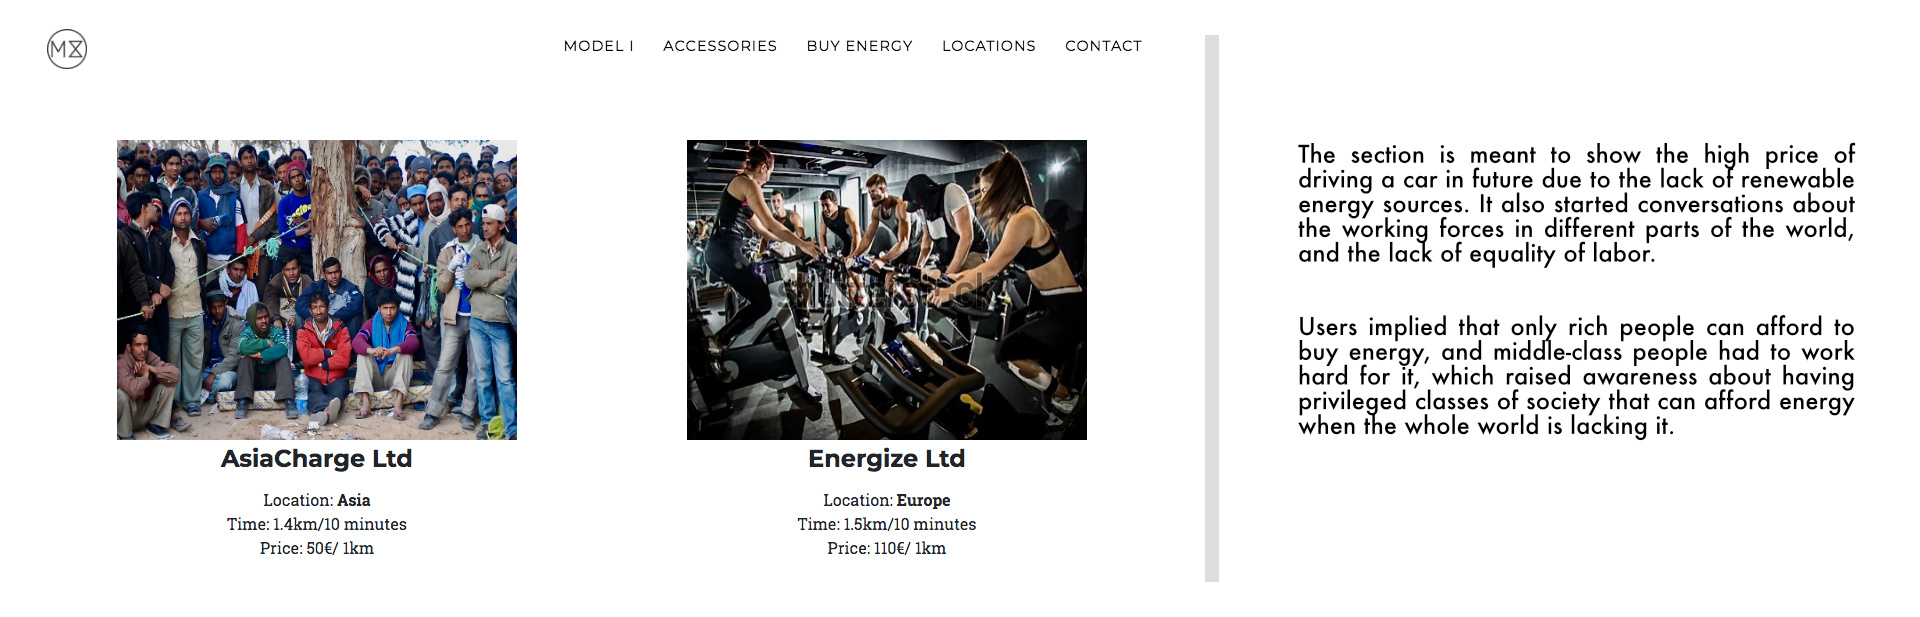 MX
MODEL I ACCESSORIES BUY ENERGY LOCATIONS CONTACT
AsiaCharge Ltd
Location: Asia
Time: 1.4km/10 minutes
Price: 50€/ 1km
Energize Ltd
Location: Europe
Time: 1.5km/10 minutes
Price: 110€/ 1km
The section is meant to show the high price of
driving a car in future due to the lack of renewable
energy sources. It also started conversations about
the working forces in different parts of the world,
and the lack of equality of labor.
Users implied that only rich people can afford to
buy energy, and middle-class people had to work
hard for it, which raised awareness about having
privileged classes of society that can afford energy
when the whole world is lacking it.